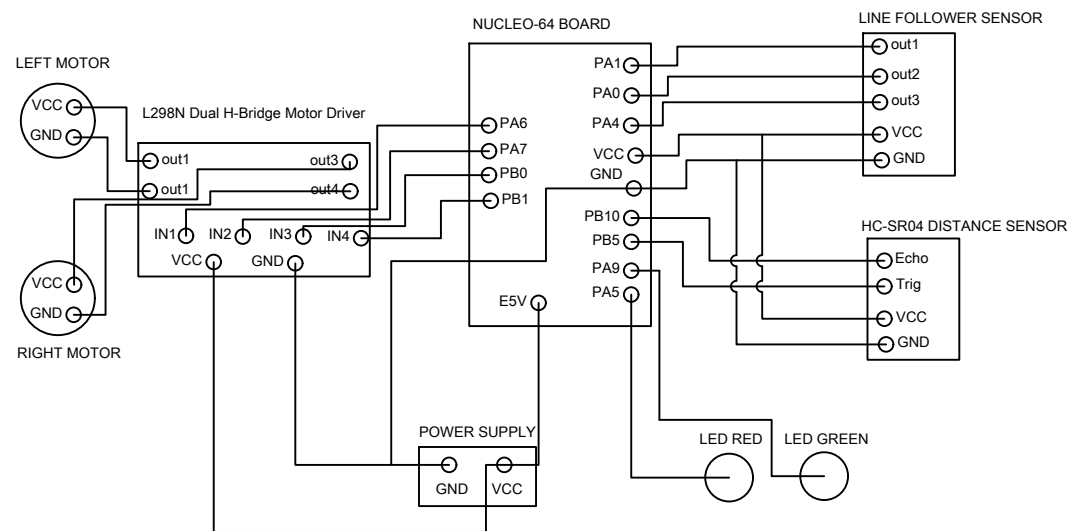 NUCLEO-64 BOARD
LINE FOLLOWER SENSOR
LEFT MOTOR
VCC
GND
L298N Dual H-Bridge Motor Driver
out1
out3
out1
out4
IN1
IN2
IN3
IN4
VCC
GND
VCC
GND
RIGHT MOTOR
PA6
PA7
PB0
PB1
E5V
PA1
PA0
PA4
VCC
GND
PB10
PB5
PA9
PA5
out1
out2
out3
VCC
GND
HC-SR04 DISTANCE SENSOR
Echo
Trig
VCC
GND
POWER SUPPLY
GND
VCC
LED RED
LED GREEN